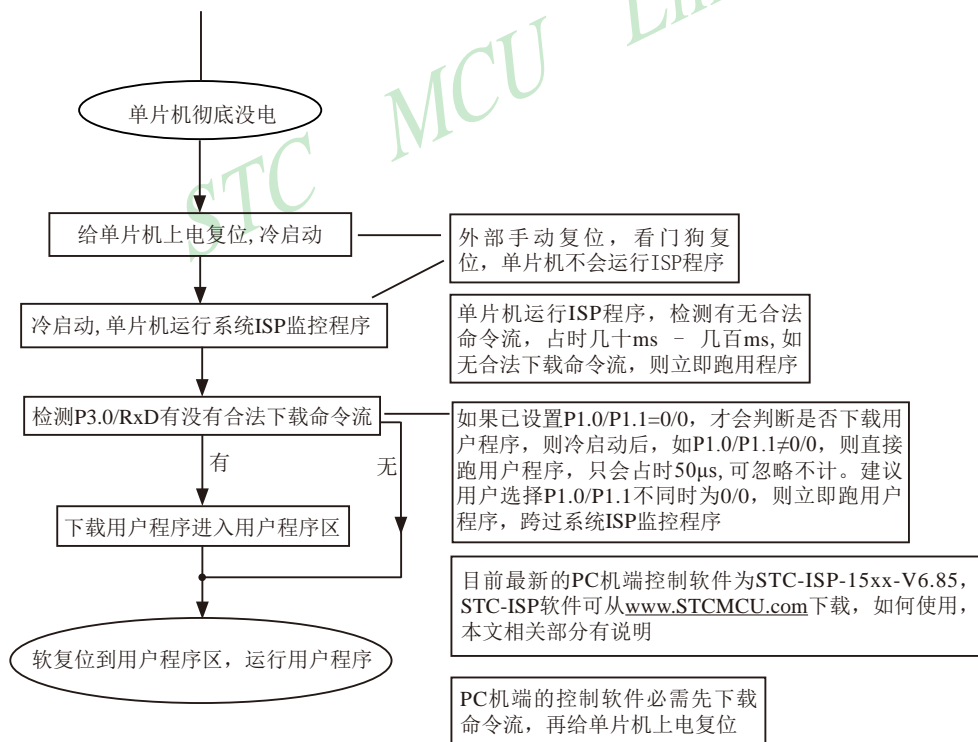 STC MCU
单片机彻底没电
给单片机上电复位,冷启动
外部手动复位，看门狗复
位，单片机不会运行ISP程序
冷启动,单片机运行系统ISP监控程序
单片机运行ISP程序，检测有无合法
命令流，占时几十ms － 几百ms,如
无合法下载命令流，则立即跑用程序
检测P3.0/RxD有没有合法下载命令流
如果已设置P1.0/P1.1=0/0，才会判断是否下载用
户程序，则冷启动后，如P1.0/P1.1≠0/0，则直接
跑用户程序，只会占时50μs,可忽略不计。建议
用户选择P1.0/P1.1不同时为0/0，则立即跑用户
程序，跨过系统ISP监控程序
有
无
下载用户程序进入用户程序区
目前最新的PC机端控制软件为STC-ISP-15xx-V6.85，
STC-ISP软件可从www.STCMCU.com下载，如何使用，
本文相关部分有说明
软复位到用户程序区，运行用户程序
PC机端的控制软件必需先下载
命令流，再给单片机上电复位